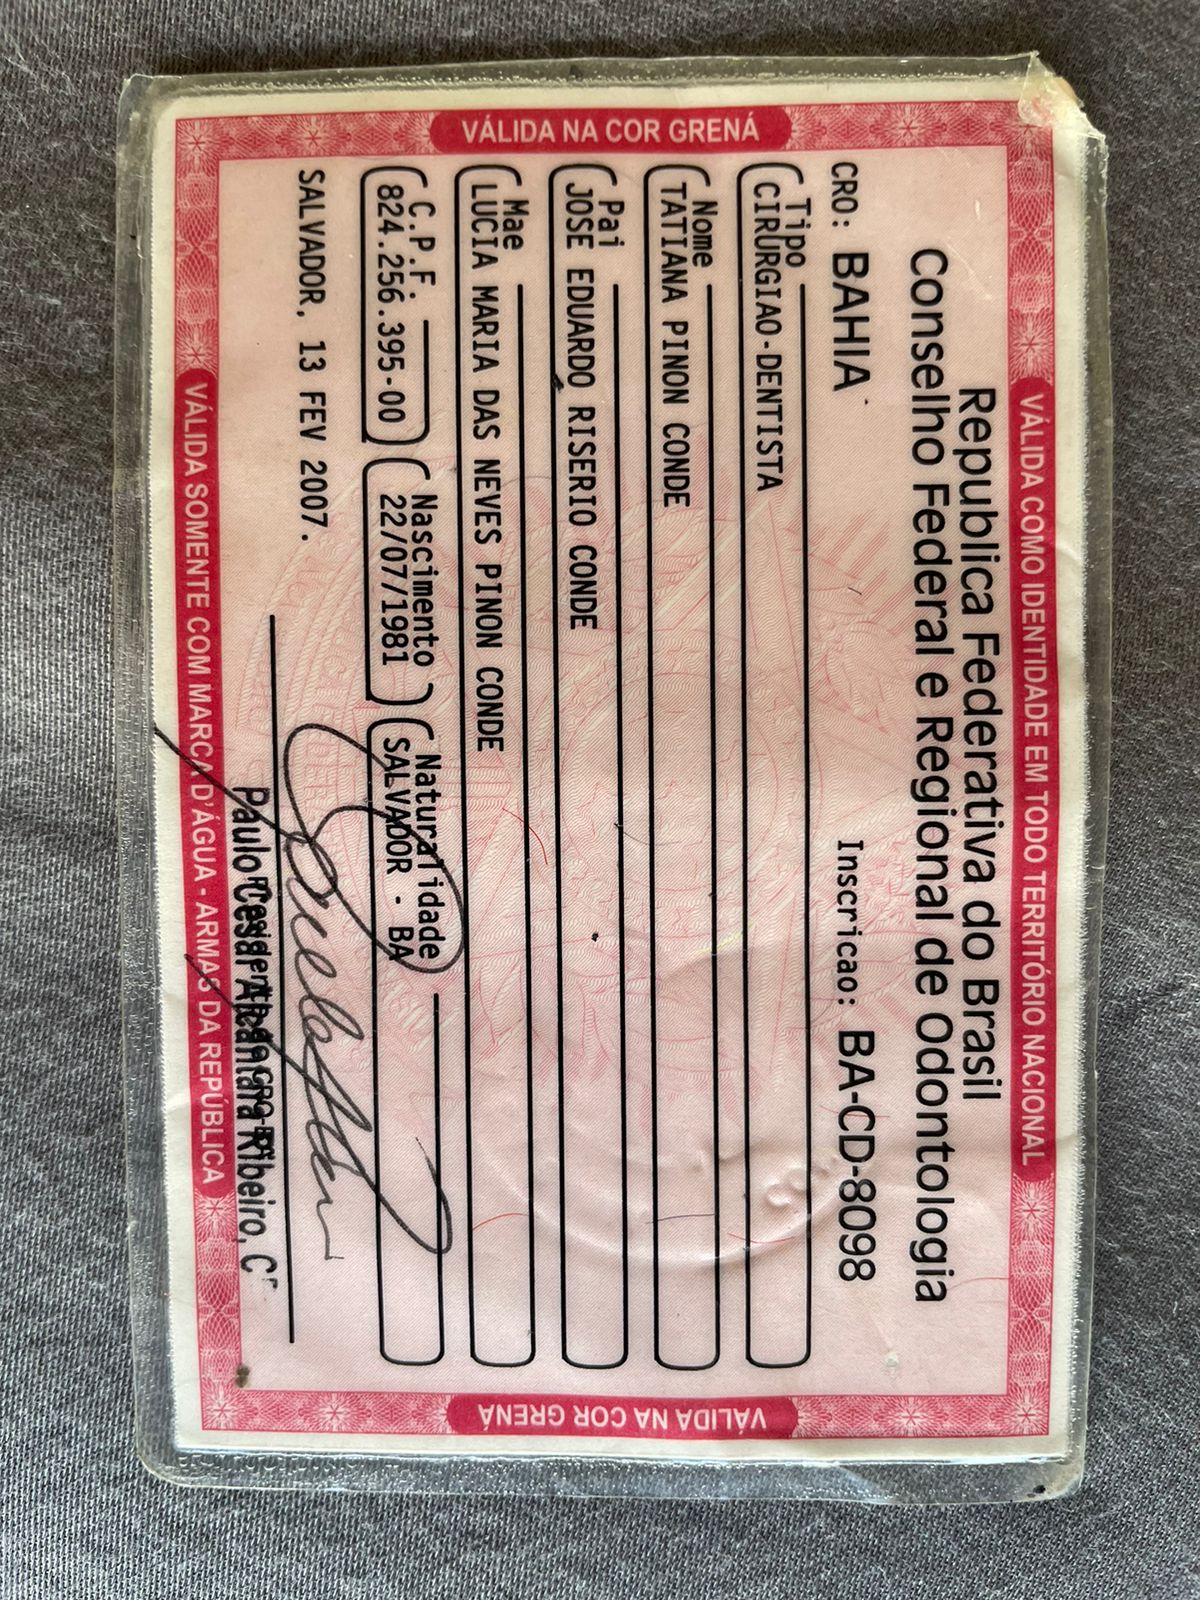 VÁLIDA COMO IDENTIDADE EM TODO TERRITÓRIO NACIONAL
Republica Federativa do Brasil
Conselho Federal e Regional de Odontologia
CRO: BAHIA Inscricao: BA-CD-8098
Tipo
CIRURGIAO-DENTISTA
Nome
TATIANA PINON CONDE
Pai
JOSE EDUARDO RISERIO CONDE
Mae
LUCIA MARIA DAS NEVES PINON CONDE
C.P.F. Nascimento Naturalidade
824.256.395-00 22/07/1981 SALVADOR - BA
SALVADOR, 13 FEV 2007.
Paulo Cesar Alcantara Ribeiro,
VÁLIDA SOMENTE COM MARCA D'ÁGUA - ARMAS DA REPÚBLICA
VÁLIDA NA COR GRENÁ
VÁLIDA NA COR GRENÁ